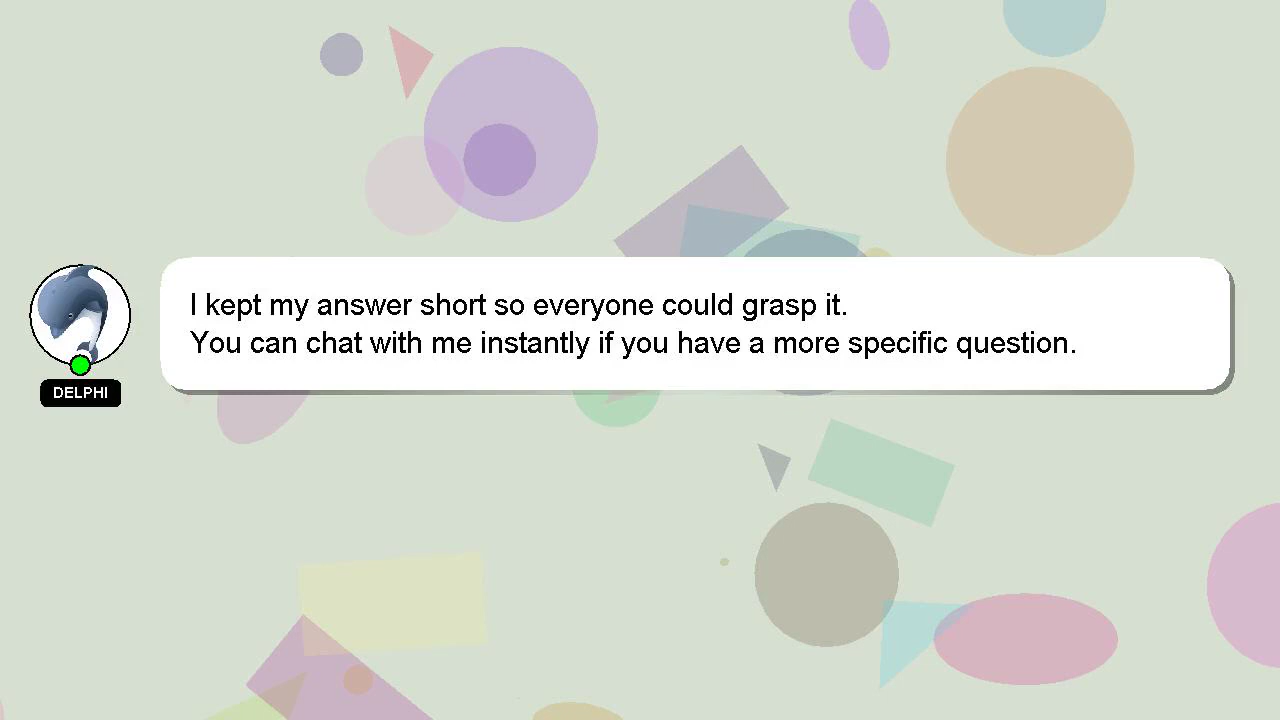 I kept my answer short so everyone could grasp it.
You can chat with me instantly if you have a more specific question.
DELPHI